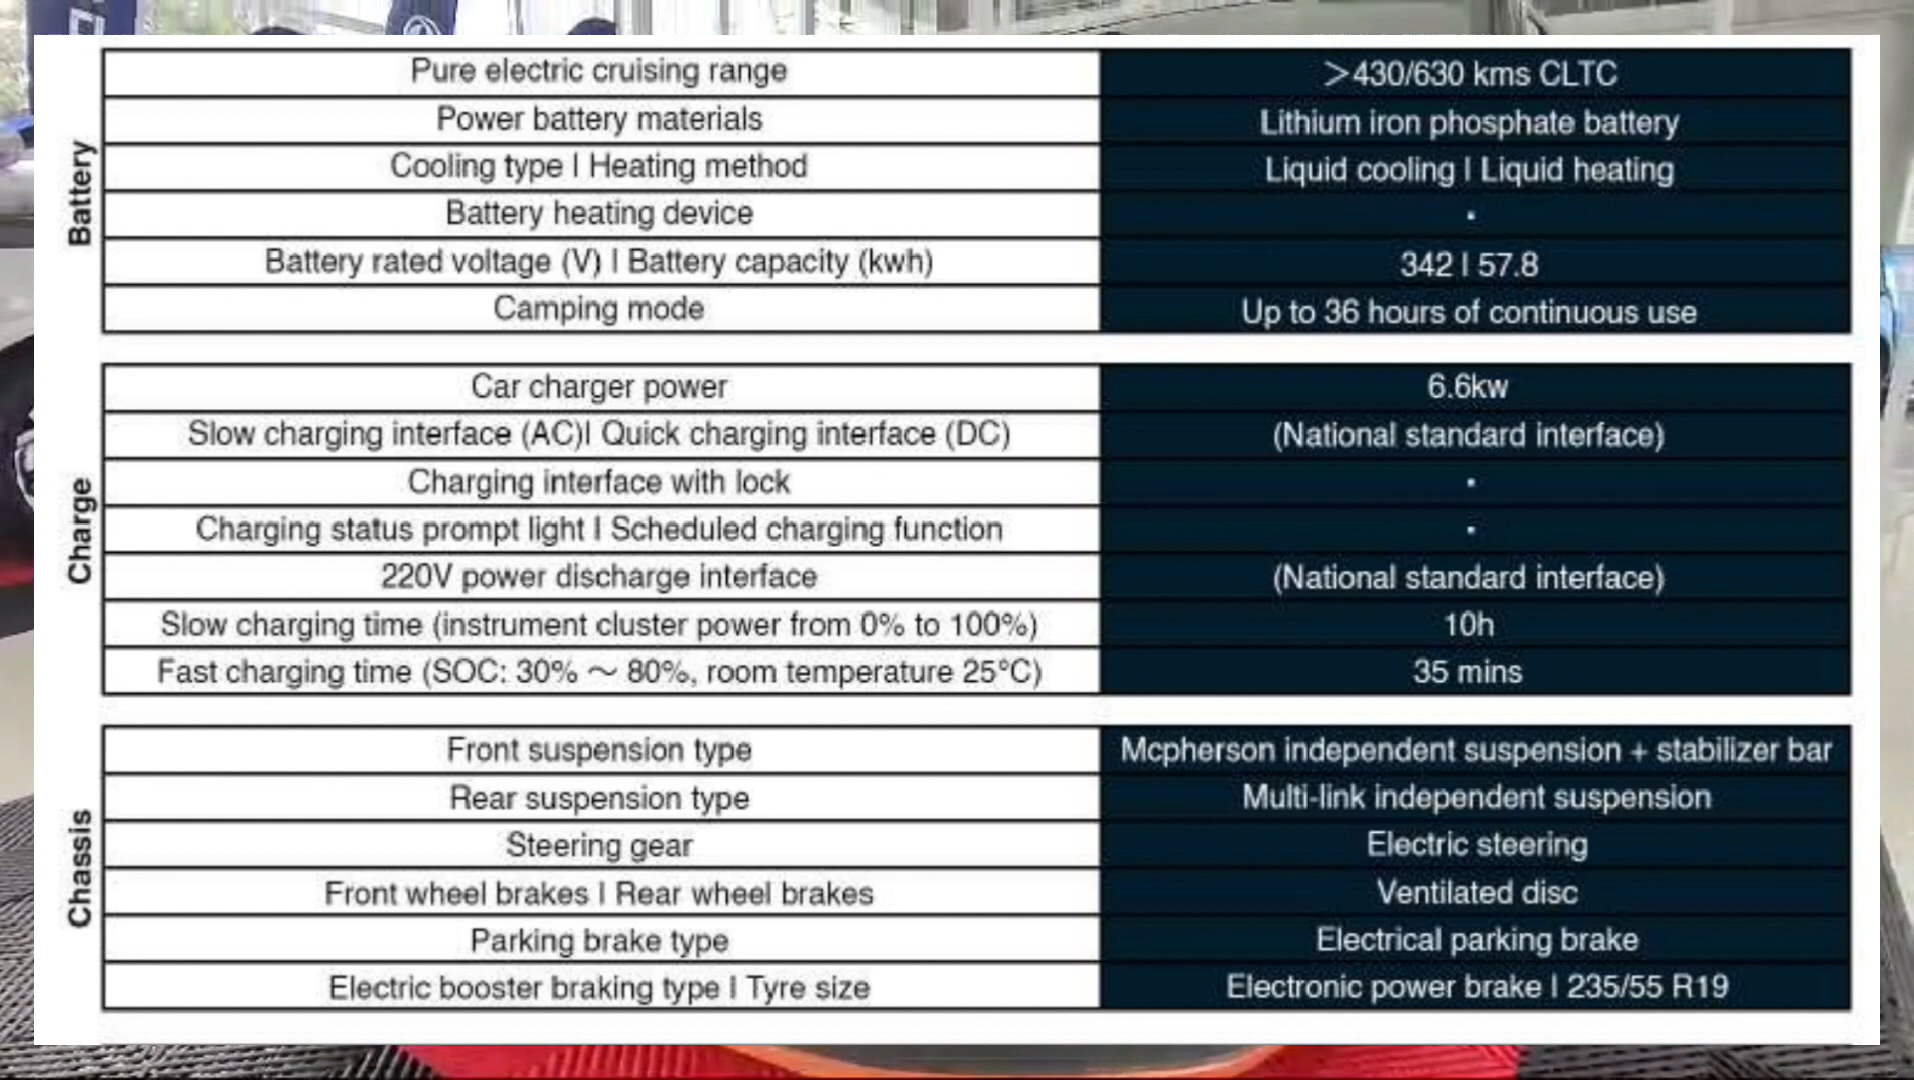 Battery
Pure electric cruising range >430/630 kms CLTC
Power battery materials Lithium iron phosphate battery
Cooling type | Heating method Liquid cooling | Liquid heating
Battery heating device ·
Battery rated voltage (V) | Battery capacity (kwh) 342 | 57.8
Camping mode Up to 36 hours of continuous use
Charge
Car charger power 6.6kw
Slow charging interface (AC)| Quick charging interface (DC) (National standard interface)
Charging interface with lock ·
Charging status prompt light | Scheduled charging function ·
220V power discharge interface (National standard interface)
Slow charging time (instrument cluster power from 0% to 100%) 10h
Fast charging time (SOC: 30% ～ 80%, room temperature 25°C) 35 mins
Chassis
Front suspension type Mcpherson independent suspension + stabilizer bar
Rear suspension type Multi-link independent suspension
Steering gear Electric steering
Front wheel brakes | Rear wheel brakes Ventilated disc
Parking brake type Electrical parking brake
Electric booster braking type | Tyre size Electronic power brake | 235/55 R19